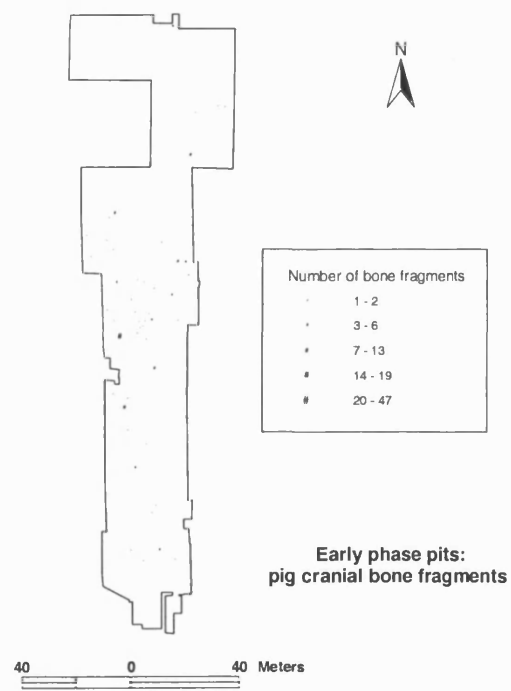 N
Number of bone fragments
1 - 2
3 - 6
7 - 13
14 - 19
# 20 - 47
Early phase pits:
pig cranial bone fragments
40 0 40 Meters